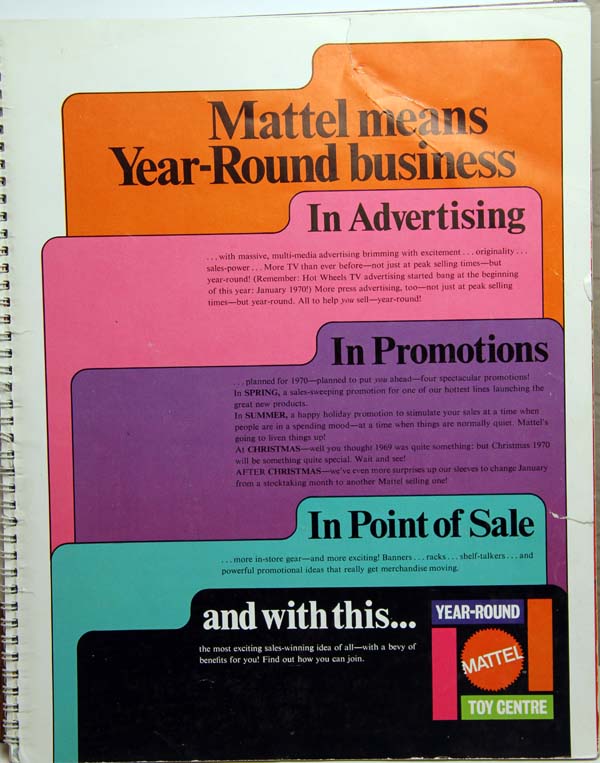 Mattel means
Year-Round business
In Advertising
...with massive, multi-media advertising brimming with excitement...originality...
sales-power...More TV than ever before—not just at peak selling times—but
year-round! (Remember: Hot Wheels TV advertising started bang at the beginning
of this year: January 1970!) More press advertising, too—not just at peak selling
times—but year-round. All to help you sell—year-round!
In Promotions
...planned for 1970—planned to put you ahead—four spectacular promotions!
In SPRING, a sales-sweeping promotion for one of our hottest lines launching the
great new products.
In SUMMER, a happy holiday promotion to stimulate your sales at a time when
people are in a spending mood—at a time when things are normally quiet. Mattel's
going to liven things up!
At CHRISTMAS—well you thought 1969 was quite something: but Christmas 1970
will be something quite special. Wait and see!
AFTER CHRISTMAS—we've even more surprises up our sleeves to change January
from a stocktaking month to another Mattel selling one!
In Point of Sale
...more in-store gear—and more exciting! Banners...racks...shelf-talkers...and
powerful promotional ideas that really get merchandise moving.
and with this...
the most exciting sales-winning idea of all—with a bevy of
benefits for you! Find out how you can join.
YEAR-ROUND
MATTEL
TOY CENTRE